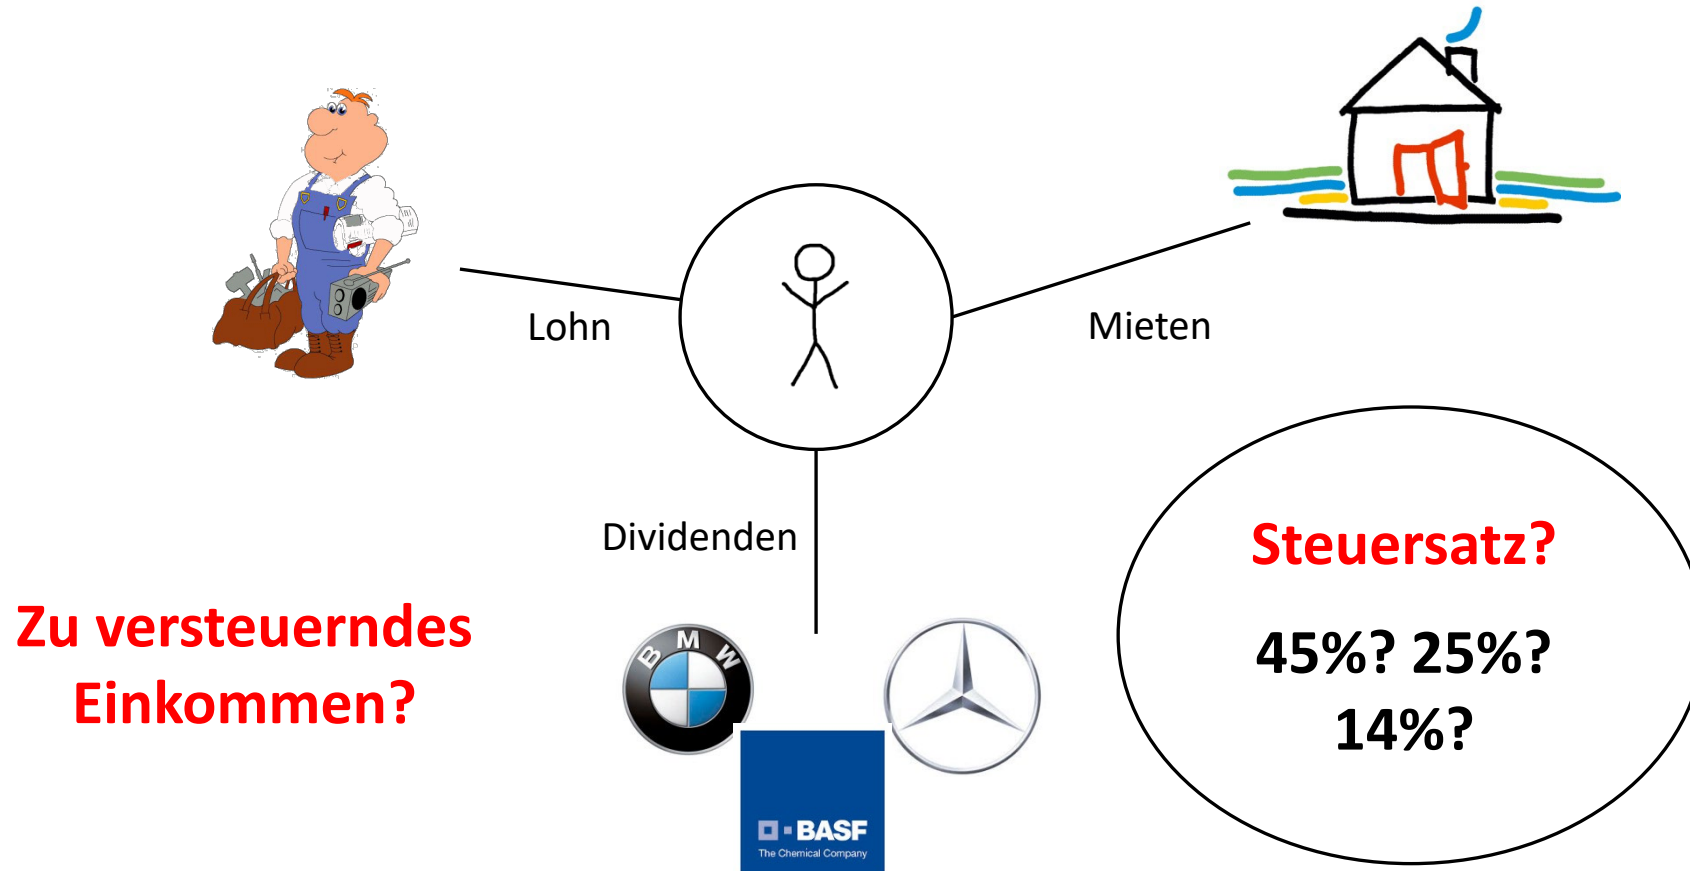 Lohn
Mieten
Dividenden
Zu versteuerndes
Einkommen?
Steuersatz?
45%? 25%?
14%?
BMW
BASF
The Chemical Company